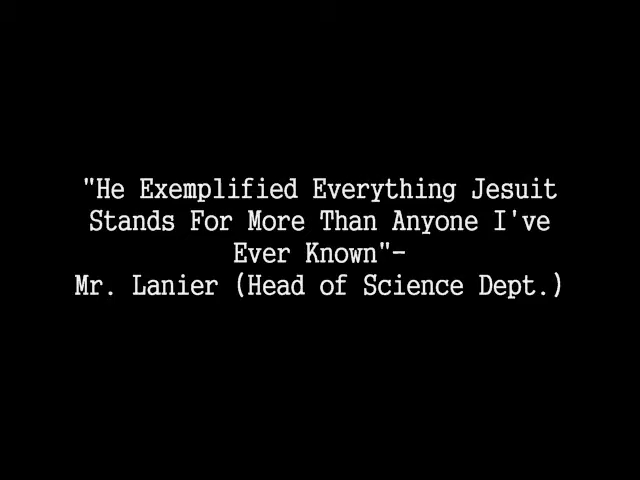 "He Exemplified Everything Jesuit
Stands For More Than Anyone I've
Ever Known"-
Mr. Lanier (Head of Science Dept.)